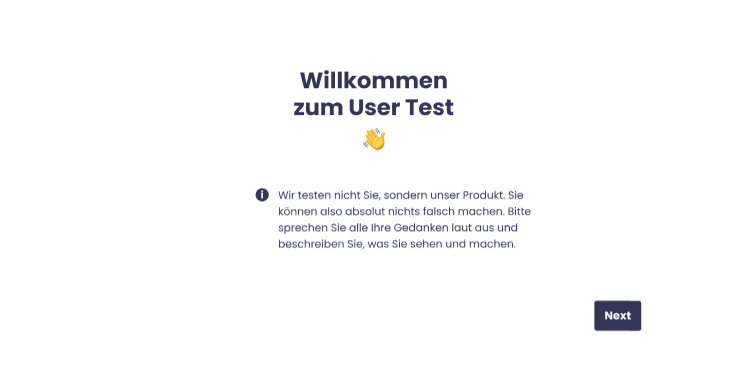 Willkommen
zum User Test
Wir testen nicht Sie, sondern unser Produkt. Sie
können also absolut nichts falsch machen. Bitte
sprechen Sie alle Ihre Gedanken laut aus und
beschreiben Sie, was Sie sehen und machen.
Next